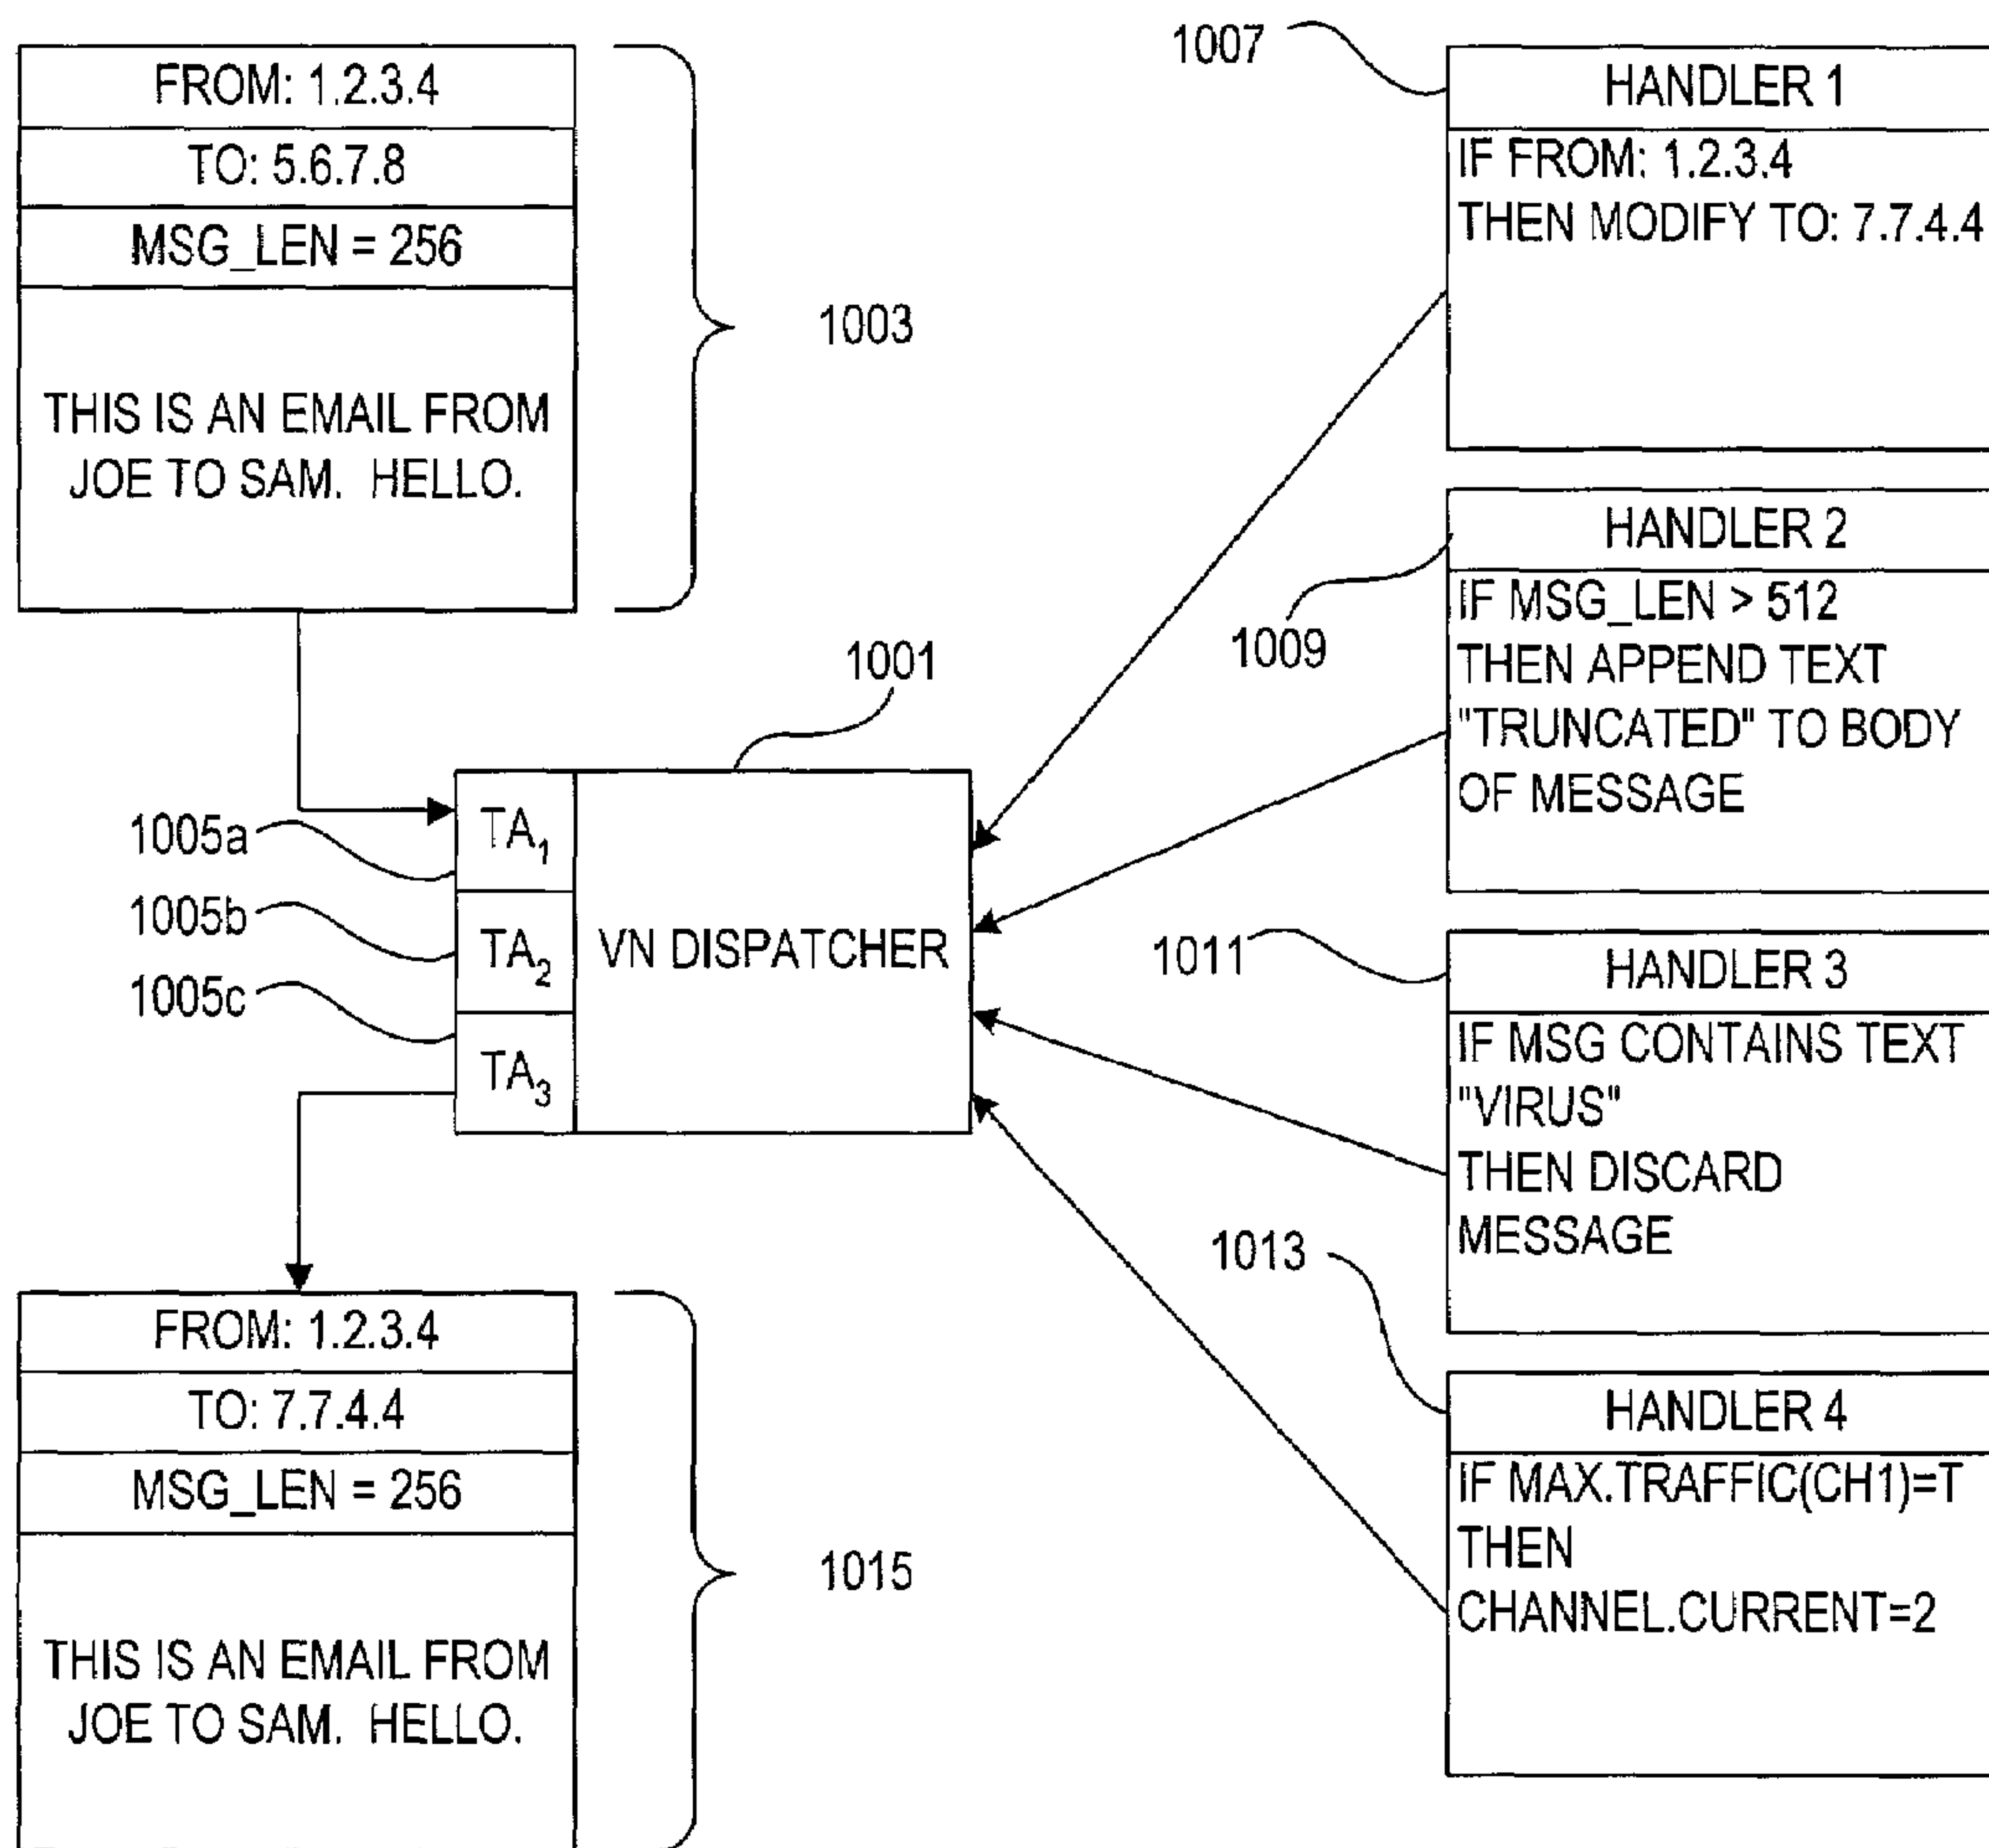 FROM: 1.2.3.4
TO: 5.6.7.8
MSG_LEN = 256
THIS IS AN EMAIL FROM
JOE TO SAM. HELLO.
1003
1007
HANDLER 1
IF FROM: 1.2.3.4
THEN MODIFY TO: 7.7.4.4
1009
HANDLER 2
IF MSG_LEN > 512
THEN APPEND TEXT
"TRUNCATED" TO BODY
OF MESSAGE
1001
1005a
1005b
1005c
TA₁
TA₂
TA₃
VN DISPATCHER
1011
HANDLER 3
IF MSG CONTAINS TEXT
"VIRUS"
THEN DISCARD
MESSAGE
1013
HANDLER 4
IF MAX.TRAFFIC(CH1)=T
THEN
CHANNEL.CURRENT=2
FROM: 1.2.3.4
TO: 7.7.4.4
MSG_LEN = 256
THIS IS AN EMAIL FROM
JOE TO SAM. HELLO.
1015